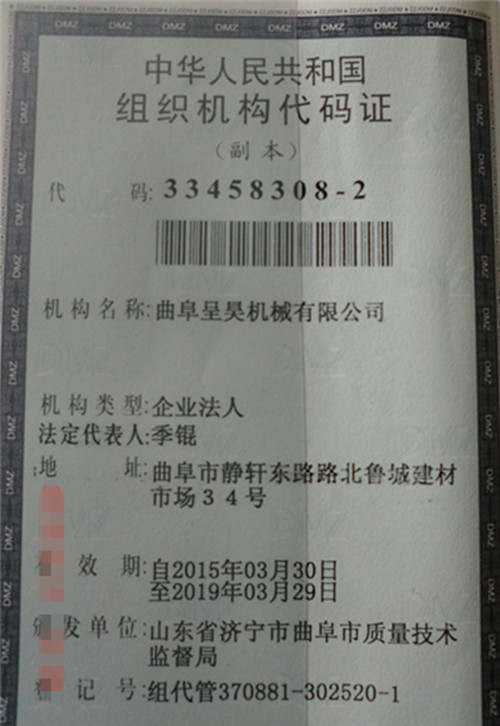 中华人民共和国
组织机构代码证
（副本）
代 码: 33458308-2
机构名称: 曲阜呈昊机械有限公司
机构类型: 企业法人
法定代表人: 季锟
地 址: 曲阜市静轩东路路北鲁城建材
市场３４号
有 效 期: 自2015年03月30日
至2019年03月29日
颁发单位: 山东省济宁市曲阜市质量技术
监督局
登 记 号: 组代管370881-302520-1
DMZ